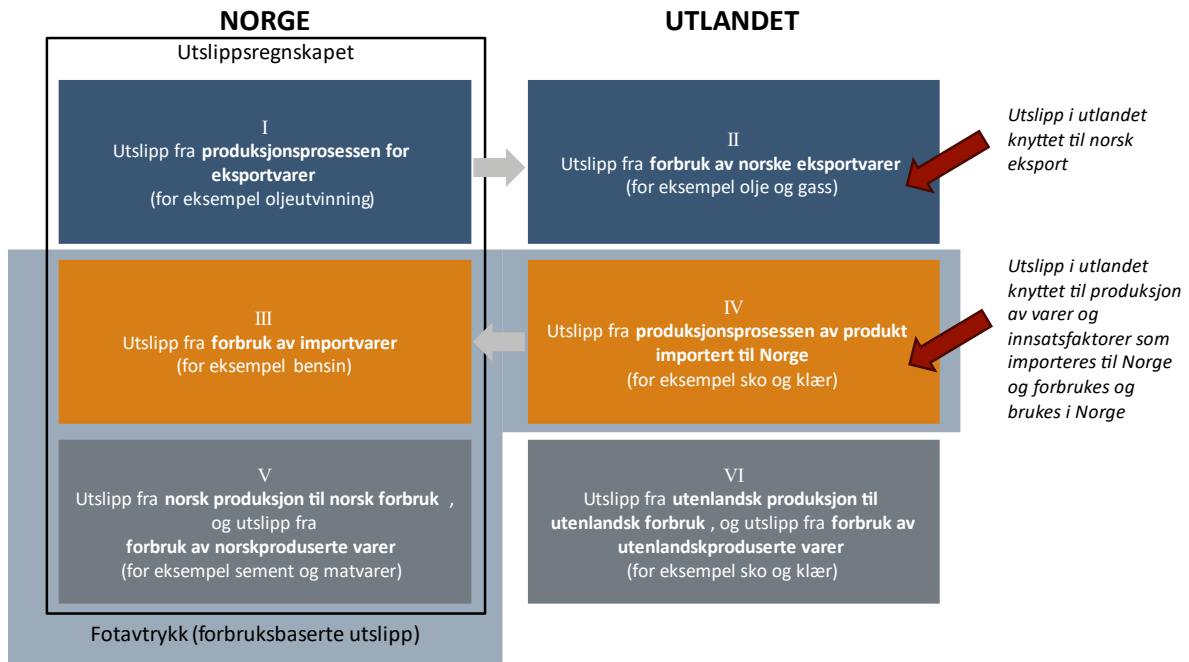 NORGE
UTLANDET
Utslippsregnskapet
I
Utslipp fra produksjonsprosessen for
eksportvarer
(for eksempel oljeutvinning)
II
Utslipp fra forbruk av norske eksportvarer
(for eksempel olje og gass)
Utslipp i utlandet
knyttet til norsk
eksport
III
Utslipp fra forbruk av importvarer
(for eksempel bensin)
IV
Utslipp fra produksjonsprosessen av produkt
importert til Norge
(for eksempel sko og klær)
Utslipp i utlandet
knyttet til produksjon
av varer og
innsatsfaktorer som
importeres til Norge
og forbrukes og
brukes i Norge
V
Utslipp fra norsk produksjon til norsk forbruk ,
og utslipp fra
forbruk av norskproduserte varer
(for eksempel sement og matvarer)
VI
Utslipp fra utenlandsk produksjon til
utenlandsk forbruk , og utslipp fra forbruk av
utenlandskproduserte varer
(for eksempel sko og klær)
Fotavtrykk (forbruksbaserte utslipp)